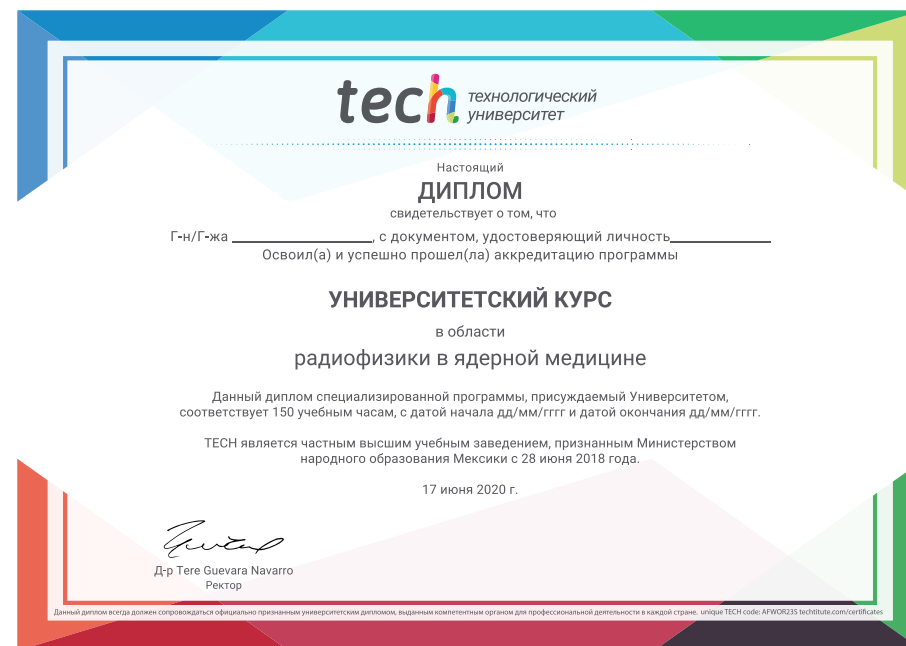 tech технологический
университет
Настоящий
ДИПЛОМ
свидетельствует о том, что
Г-н/Г-жа ____________________, с документом, удостоверяющий личность______________
Освоил(а) и успешно прошел(ла) аккредитацию программы
УНИВЕРСИТЕТСКИЙ КУРС
в области
радиофизики в ядерной медицине
Данный диплом специализированной программы, присуждаемый Университетом,
соответствует 150 учебным часам, с датой начала дд/мм/гггг и датой окончания дд/мм/гггг.
TECH является частным высшим учебным заведением, признанным Министерством
народного образования Мексики с 28 июня 2018 года.
17 июня 2020 г.
Д-р Tere Guevara Navarro
Ректор
Данный диплом всегда должен сопровождаться официально признанным университетским дипломом, выданным компетентным органом для профессиональной деятельности в каждой стране. unique TECH code: AFWOR23S techtitute.com/certificates